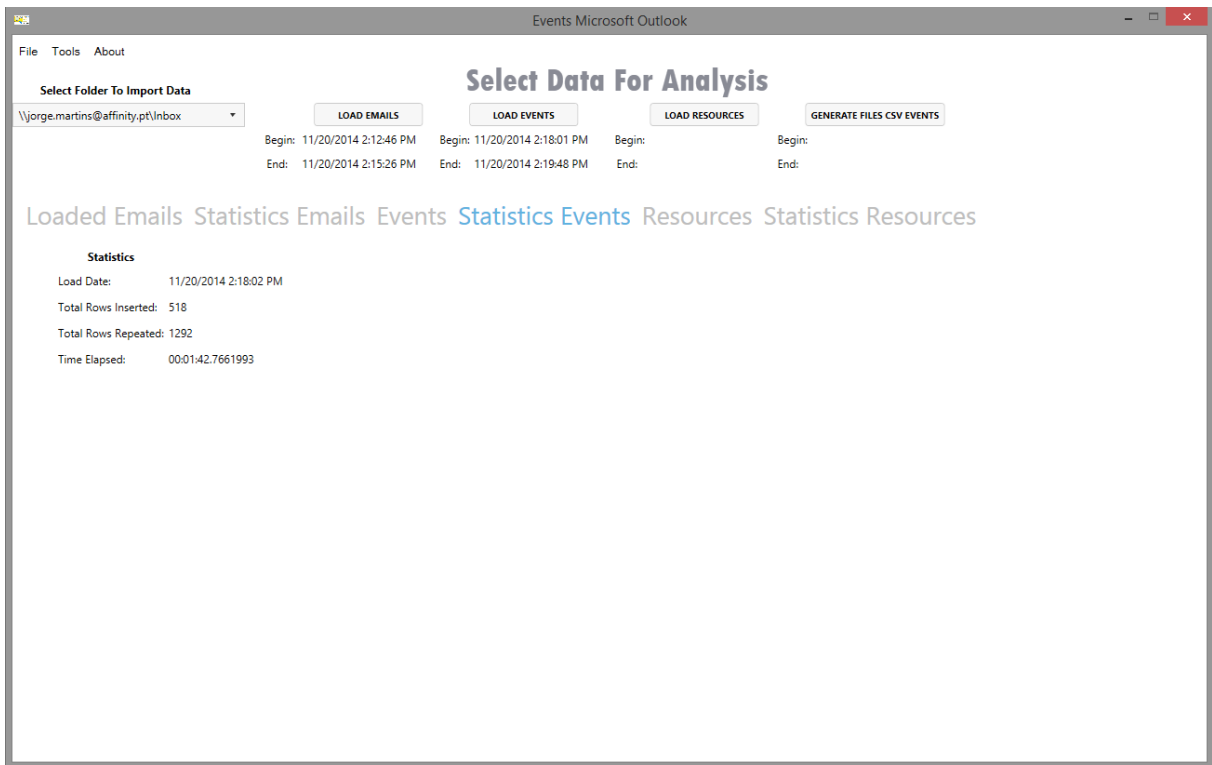 Events Microsoft Outlook
File Tools About
Select Data For Analysis
Select Folder To Import Data
\\jorge.martins@affinity.pt\Inbox LOAD EMAILS LOAD EVENTS LOAD RESOURCES GENERATE FILES CSV EVENTS
Begin: 11/20/2014 2:12:46 PM Begin: 11/20/2014 2:18:01 PM Begin: Begin:
End: 11/20/2014 2:15:26 PM End: 11/20/2014 2:19:48 PM End: End:
Loaded Emails Statistics Emails Events Statistics Events Resources Statistics Resources
Statistics
Load Date: 11/20/2014 2:18:02 PM
Total Rows Inserted: 518
Total Rows Repeated: 1292
Time Elapsed: 00:01:42.7661993